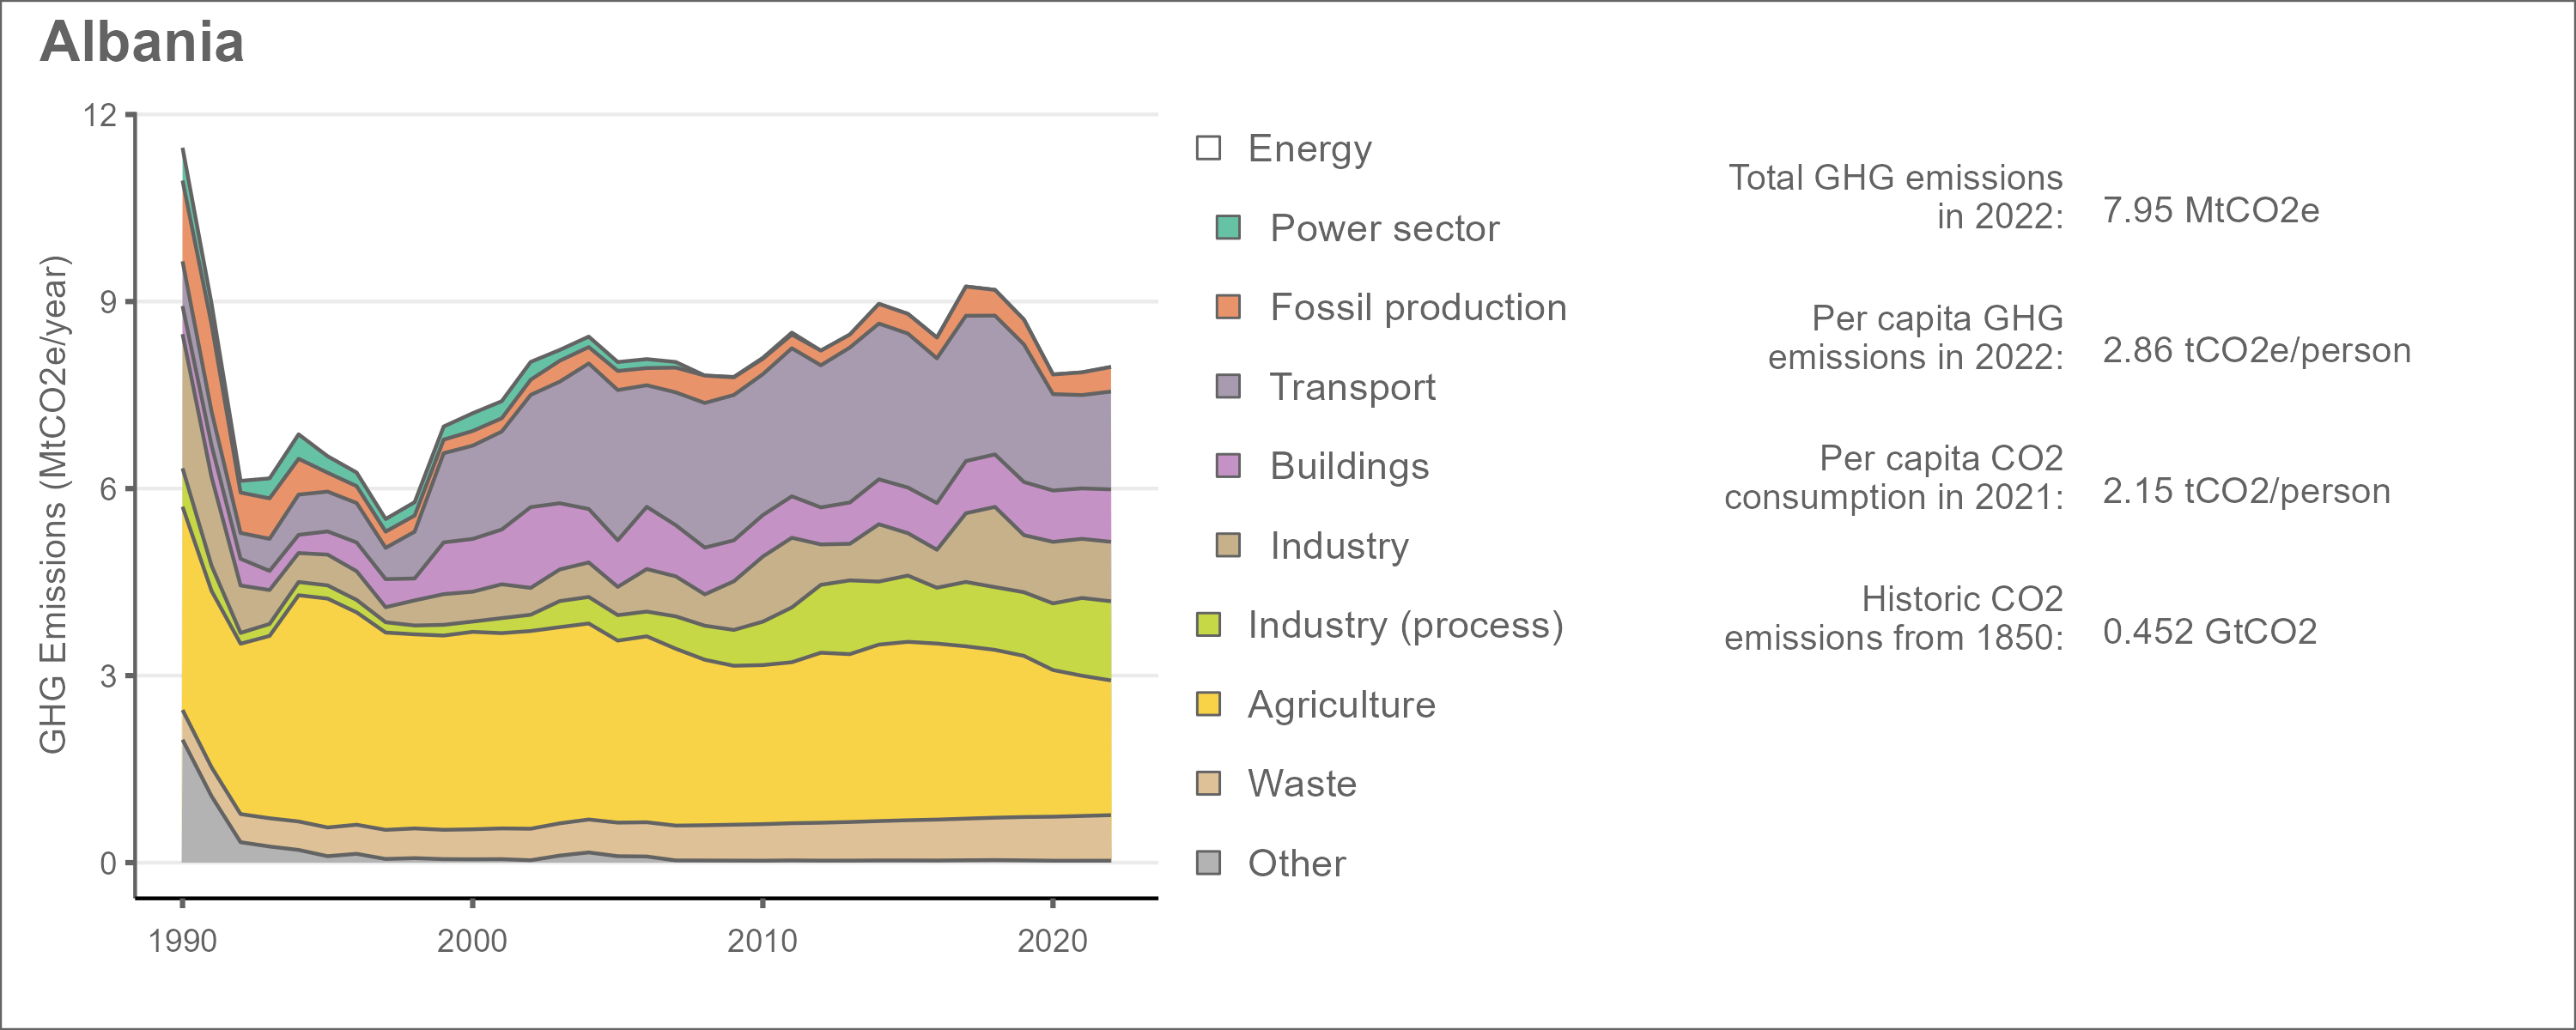 Albania
GHG Emissions (MtCO2e/year)
12
9
6
3
0
1990
2000
2010
2020
Energy
Power sector
Fossil production
Transport
Buildings
Industry
Industry (process)
Agriculture
Waste
Other
Total GHG emissions
in 2022:
7.95 MtCO2e
Per capita GHG
emissions in 2022:
2.86 tCO2e/person
Per capita CO2
consumption in 2021:
2.15 tCO2/person
Historic CO2
emissions from 1850:
0.452 GtCO2